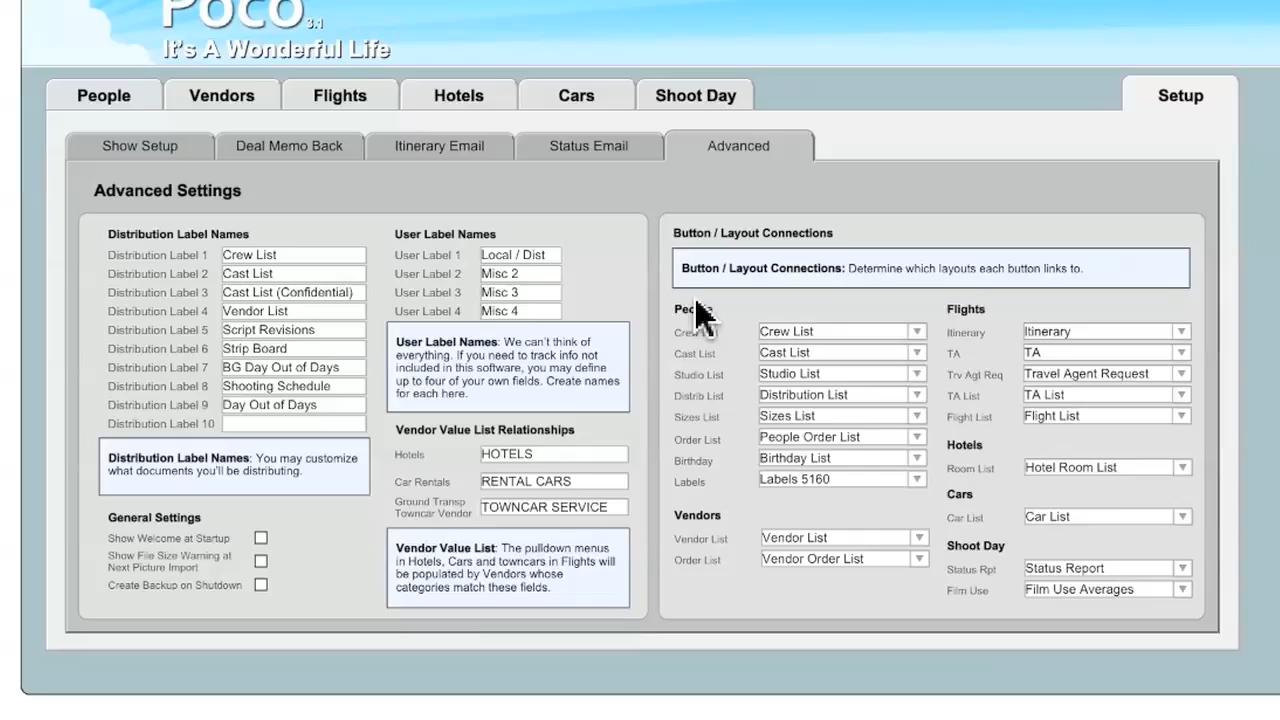 Poco 3.1
It's A Wonderful Life
People Vendors Flights Hotels Cars Shoot Day Setup
Show Setup Deal Memo Back Itinerary Email Status Email Advanced
Advanced Settings
Distribution Label Names
Distribution Label 1 Crew List
Distribution Label 2 Cast List
Distribution Label 3 Cast List (Confidential)
Distribution Label 4 Vendor List
Distribution Label 5 Script Revisions
Distribution Label 6 Strip Board
Distribution Label 7 BG Day Out of Days
Distribution Label 8 Shooting Schedule
Distribution Label 9 Day Out of Days
Distribution Label 10
Distribution Label Names: You may customize
what documents you'll be distributing.
General Settings
Show Welcome at Startup
Show File Size Warning at
Next Picture Import
Create Backup on Shutdown
User Label Names
User Label 1 Local / Dist
User Label 2 Misc 2
User Label 3 Misc 3
User Label 4 Misc 4
User Label Names: We can't think of
everything. If you need to track info not
included in this software, you may define
up to four of your own fields. Create names
for each here.
Vendor Value List Relationships
Hotels HOTELS
Car Rentals RENTAL CARS
Ground Transp
Towncar Vendor TOWNCAR SERVICE
Vendor Value List: The pulldown menus
in Hotels, Cars and towncars in Flights will
be populated by Vendors whose
categories match these fields.
Button / Layout Connections
Button / Layout Connections: Determine which layouts each button links to.
Crew List
Cast List Cast List
Studio List Studio List
Distrib List Distribution List
Sizes List Sizes List
Order List People Order List
Birthday Birthday List
Labels Labels 5160
Vendors
Vendor List Vendor List
Order List Vendor Order List
Flights
Itinerary Itinerary
TA TA
Trv Agt Req Travel Agent Request
TA List TA List
Flight List Flight List
Hotels
Room List Hotel Room List
Cars
Car List Car List
Shoot Day
Status Rpt Status Report
Film Use Film Use Averages